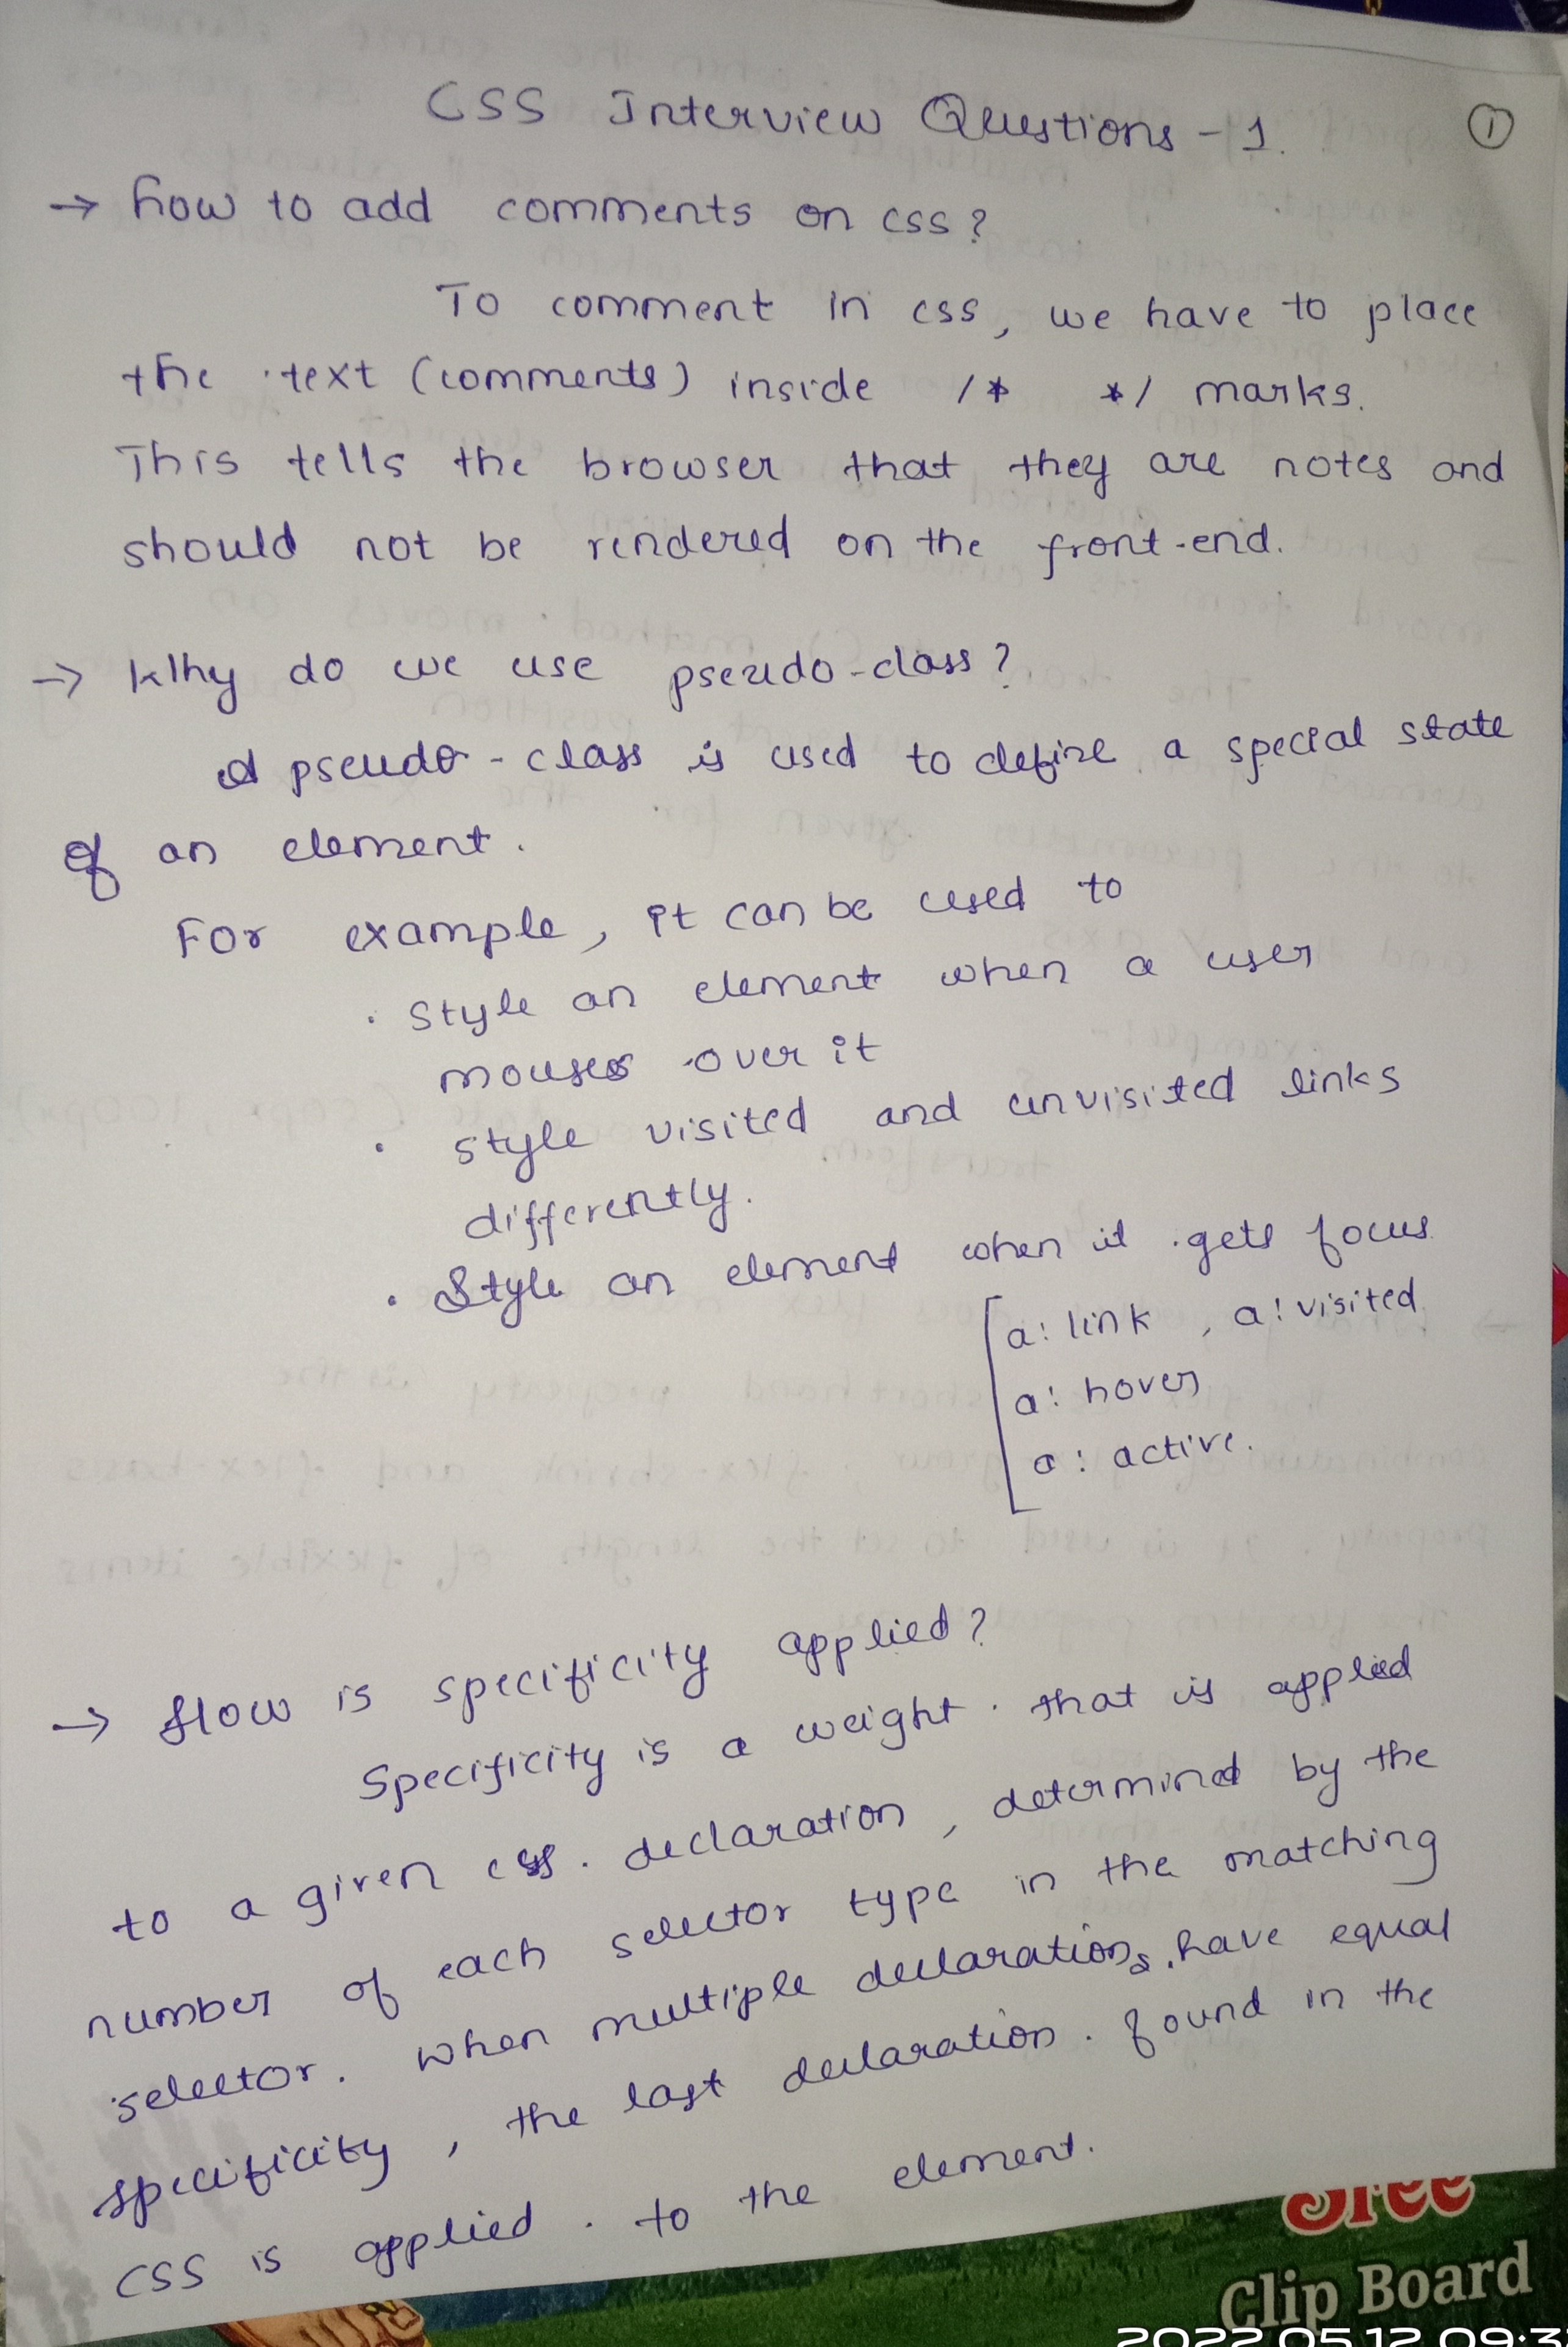 CSS Interview Questions - 1.
1
→ how to add comments on css?
To comment in css, we have to place
the text (comments) inside /* */ marks.
This tells the browser that they are notes and
should not be rendered on the front-end.
→ Why do we use pseudo-class?
A pseudo-class is used to define a special state
of an element.
For example, it can be used to
· Style an element when a user
mouses over it
· style visited and unvisited links
differently.
· Style an element when it gets focus
a: link , a: visited
a: hover
a: active.
→ How is specificity applied?
Specificity is a weight that is applied
to a given css declaration, determined by the
number of each selector type in the matching
selector. When multiple declarations have equal
specificity, the last declaration found in the
CSS is applied to the element.
Sree
Clip Board
2022.05.12 09:3